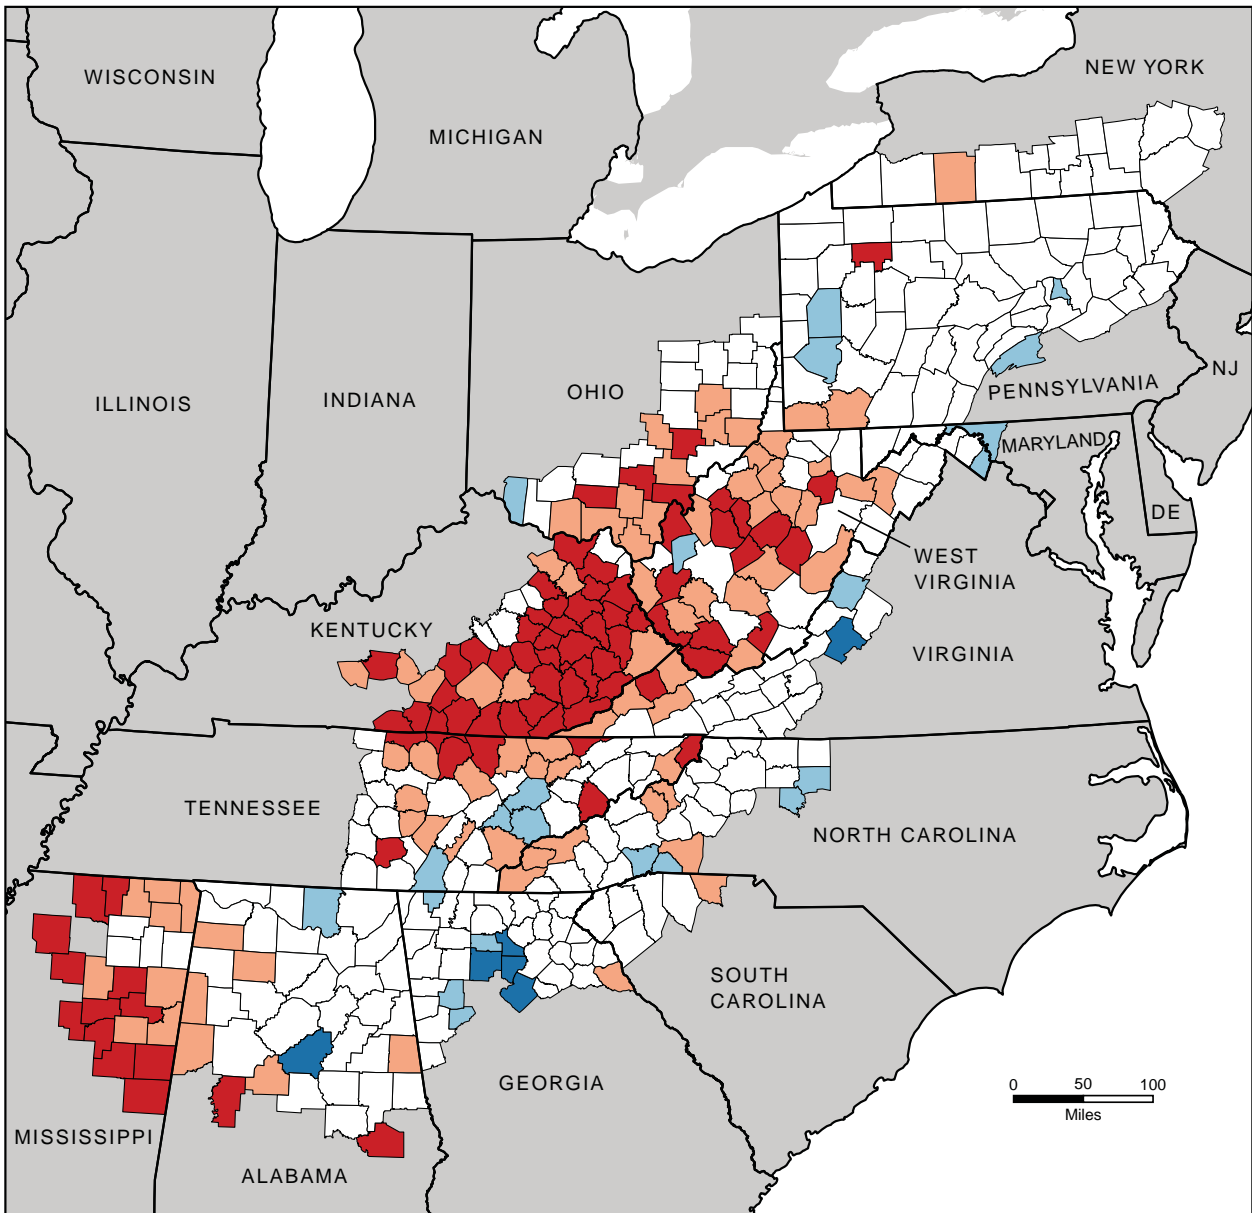 NEW YORK
WISCONSIN
MICHIGAN
NJ
PENNSYLVANIA
OHIO
INDIANA
ILLINOIS
MARYLAND
DE
WEST
VIRGINIA
KENTUCKY
VIRGINIA
TENNESSEE
NORTH CAROLINA
SOUTH
CAROLINA
GEORGIA
0 50 100
Miles
MISSISSIPPI
ALABAMA